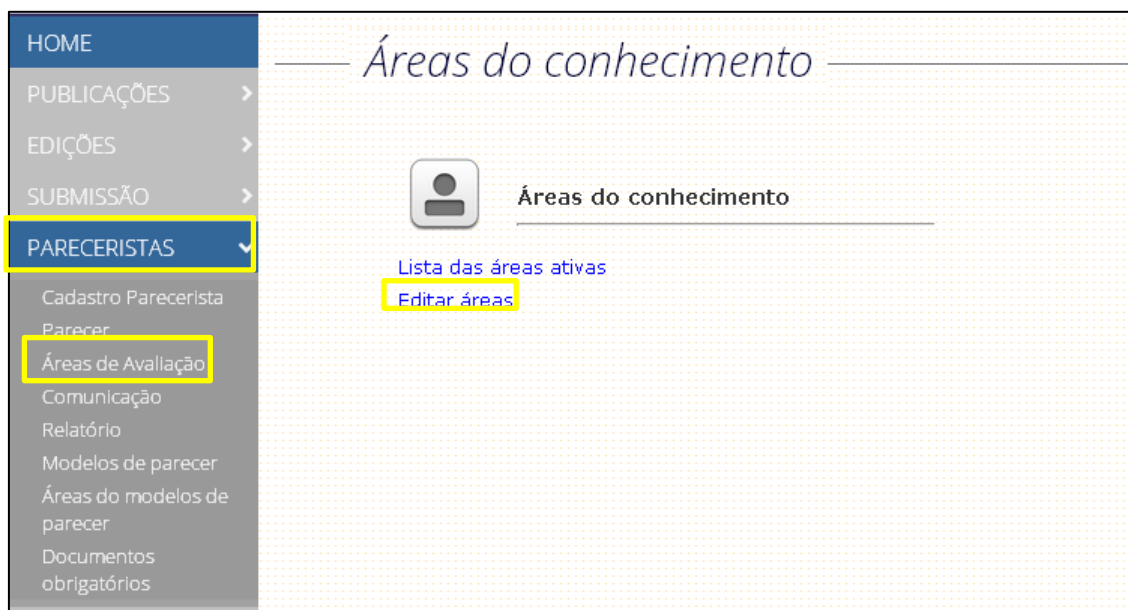 HOME
PUBLICAÇÕES
EDIÇÕES
SUBMISSÃO
PARECERISTAS
Cadastro Parecerista
Parecer
Áreas de Avaliação
Comunicação
Relatório
Modelos de parecer
Áreas do modelos de
parecer
Documentos
obrigatórios
Áreas do conhecimento
Áreas do conhecimento
Lista das áreas ativas
Editar áreas